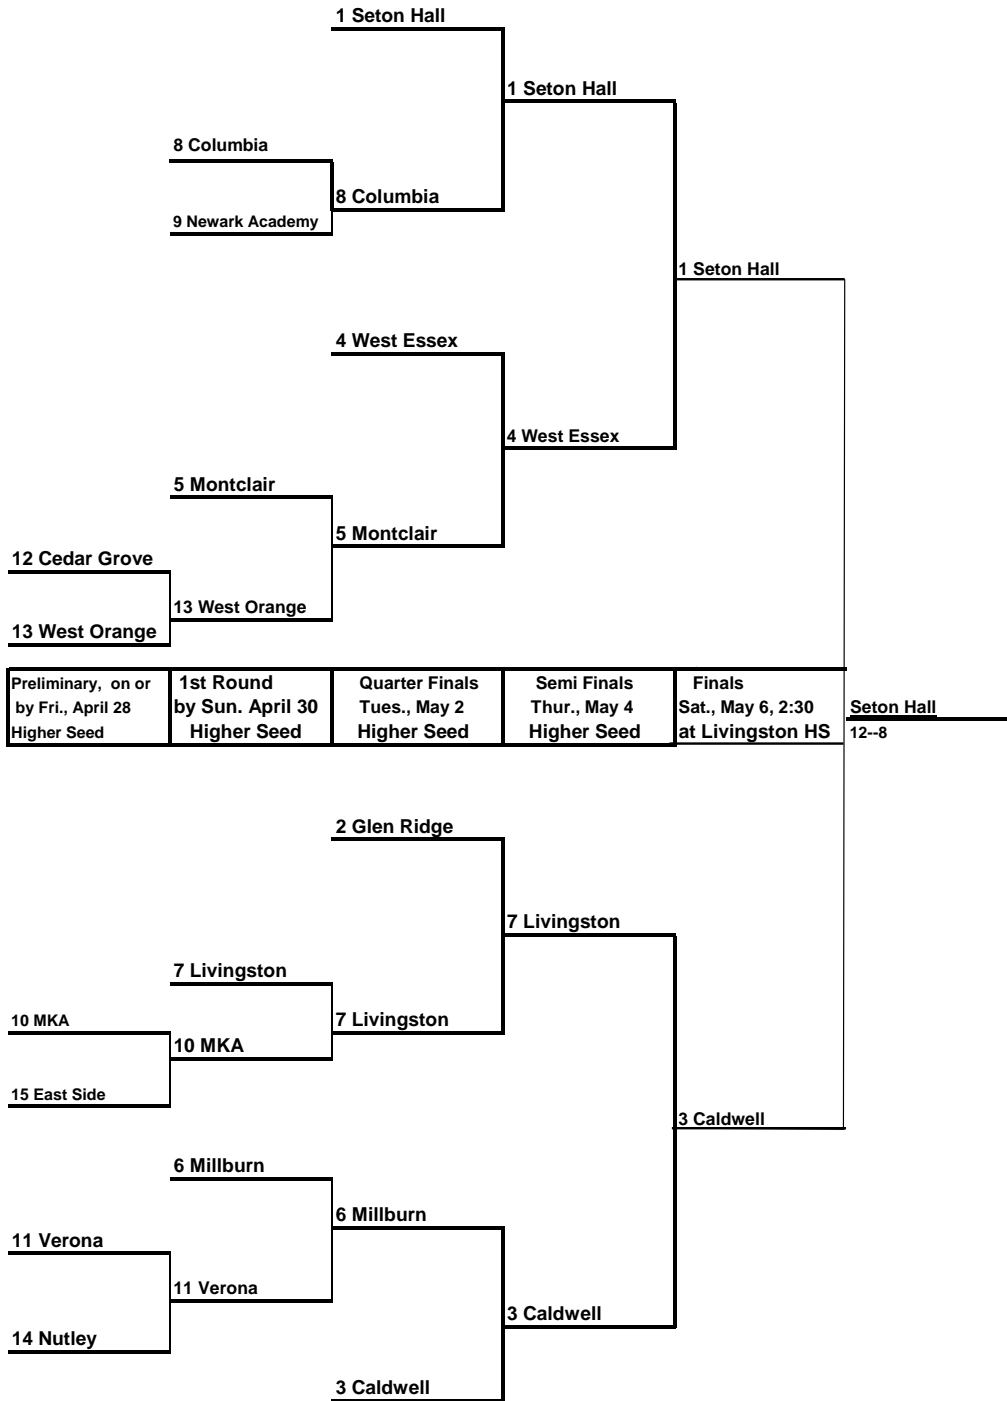 1 Seton Hall
1 Seton Hall
8 Columbia
8 Columbia
9 Newark Academy
1 Seton Hall
4 West Essex
4 West Essex
5 Montclair
5 Montclair
12 Cedar Grove
13 West Orange
13 West Orange
Preliminary, on or 1st Round Quarter Finals Semi Finals Finals
by Fri., April 28 by Sun. April 30 Tues., May 2 Thur., May 4 Sat., May 6, 2:30 Seton Hall
Higher Seed Higher Seed Higher Seed Higher Seed at Livingston HS 12--8
2 Glen Ridge
7 Livingston
7 Livingston
10 MKA 7 Livingston
10 MKA
15 East Side
3 Caldwell
6 Millburn
6 Millburn
11 Verona
11 Verona
3 Caldwell
14 Nutley
3 Caldwell